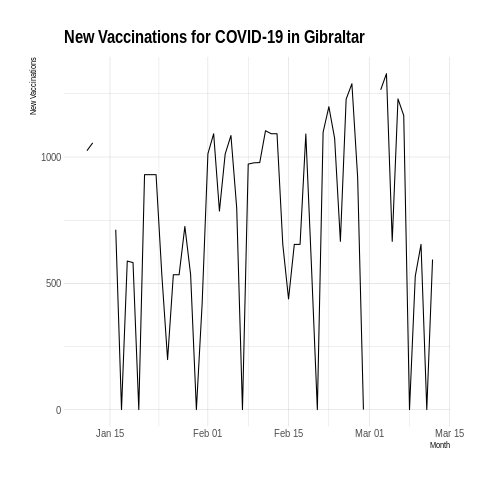 New Vaccinations for COVID-19 in Gibraltar
New Vaccinations
1000
500
0
Jan 15
Feb 01
Feb 15
Mar 01
Mar 15
Month